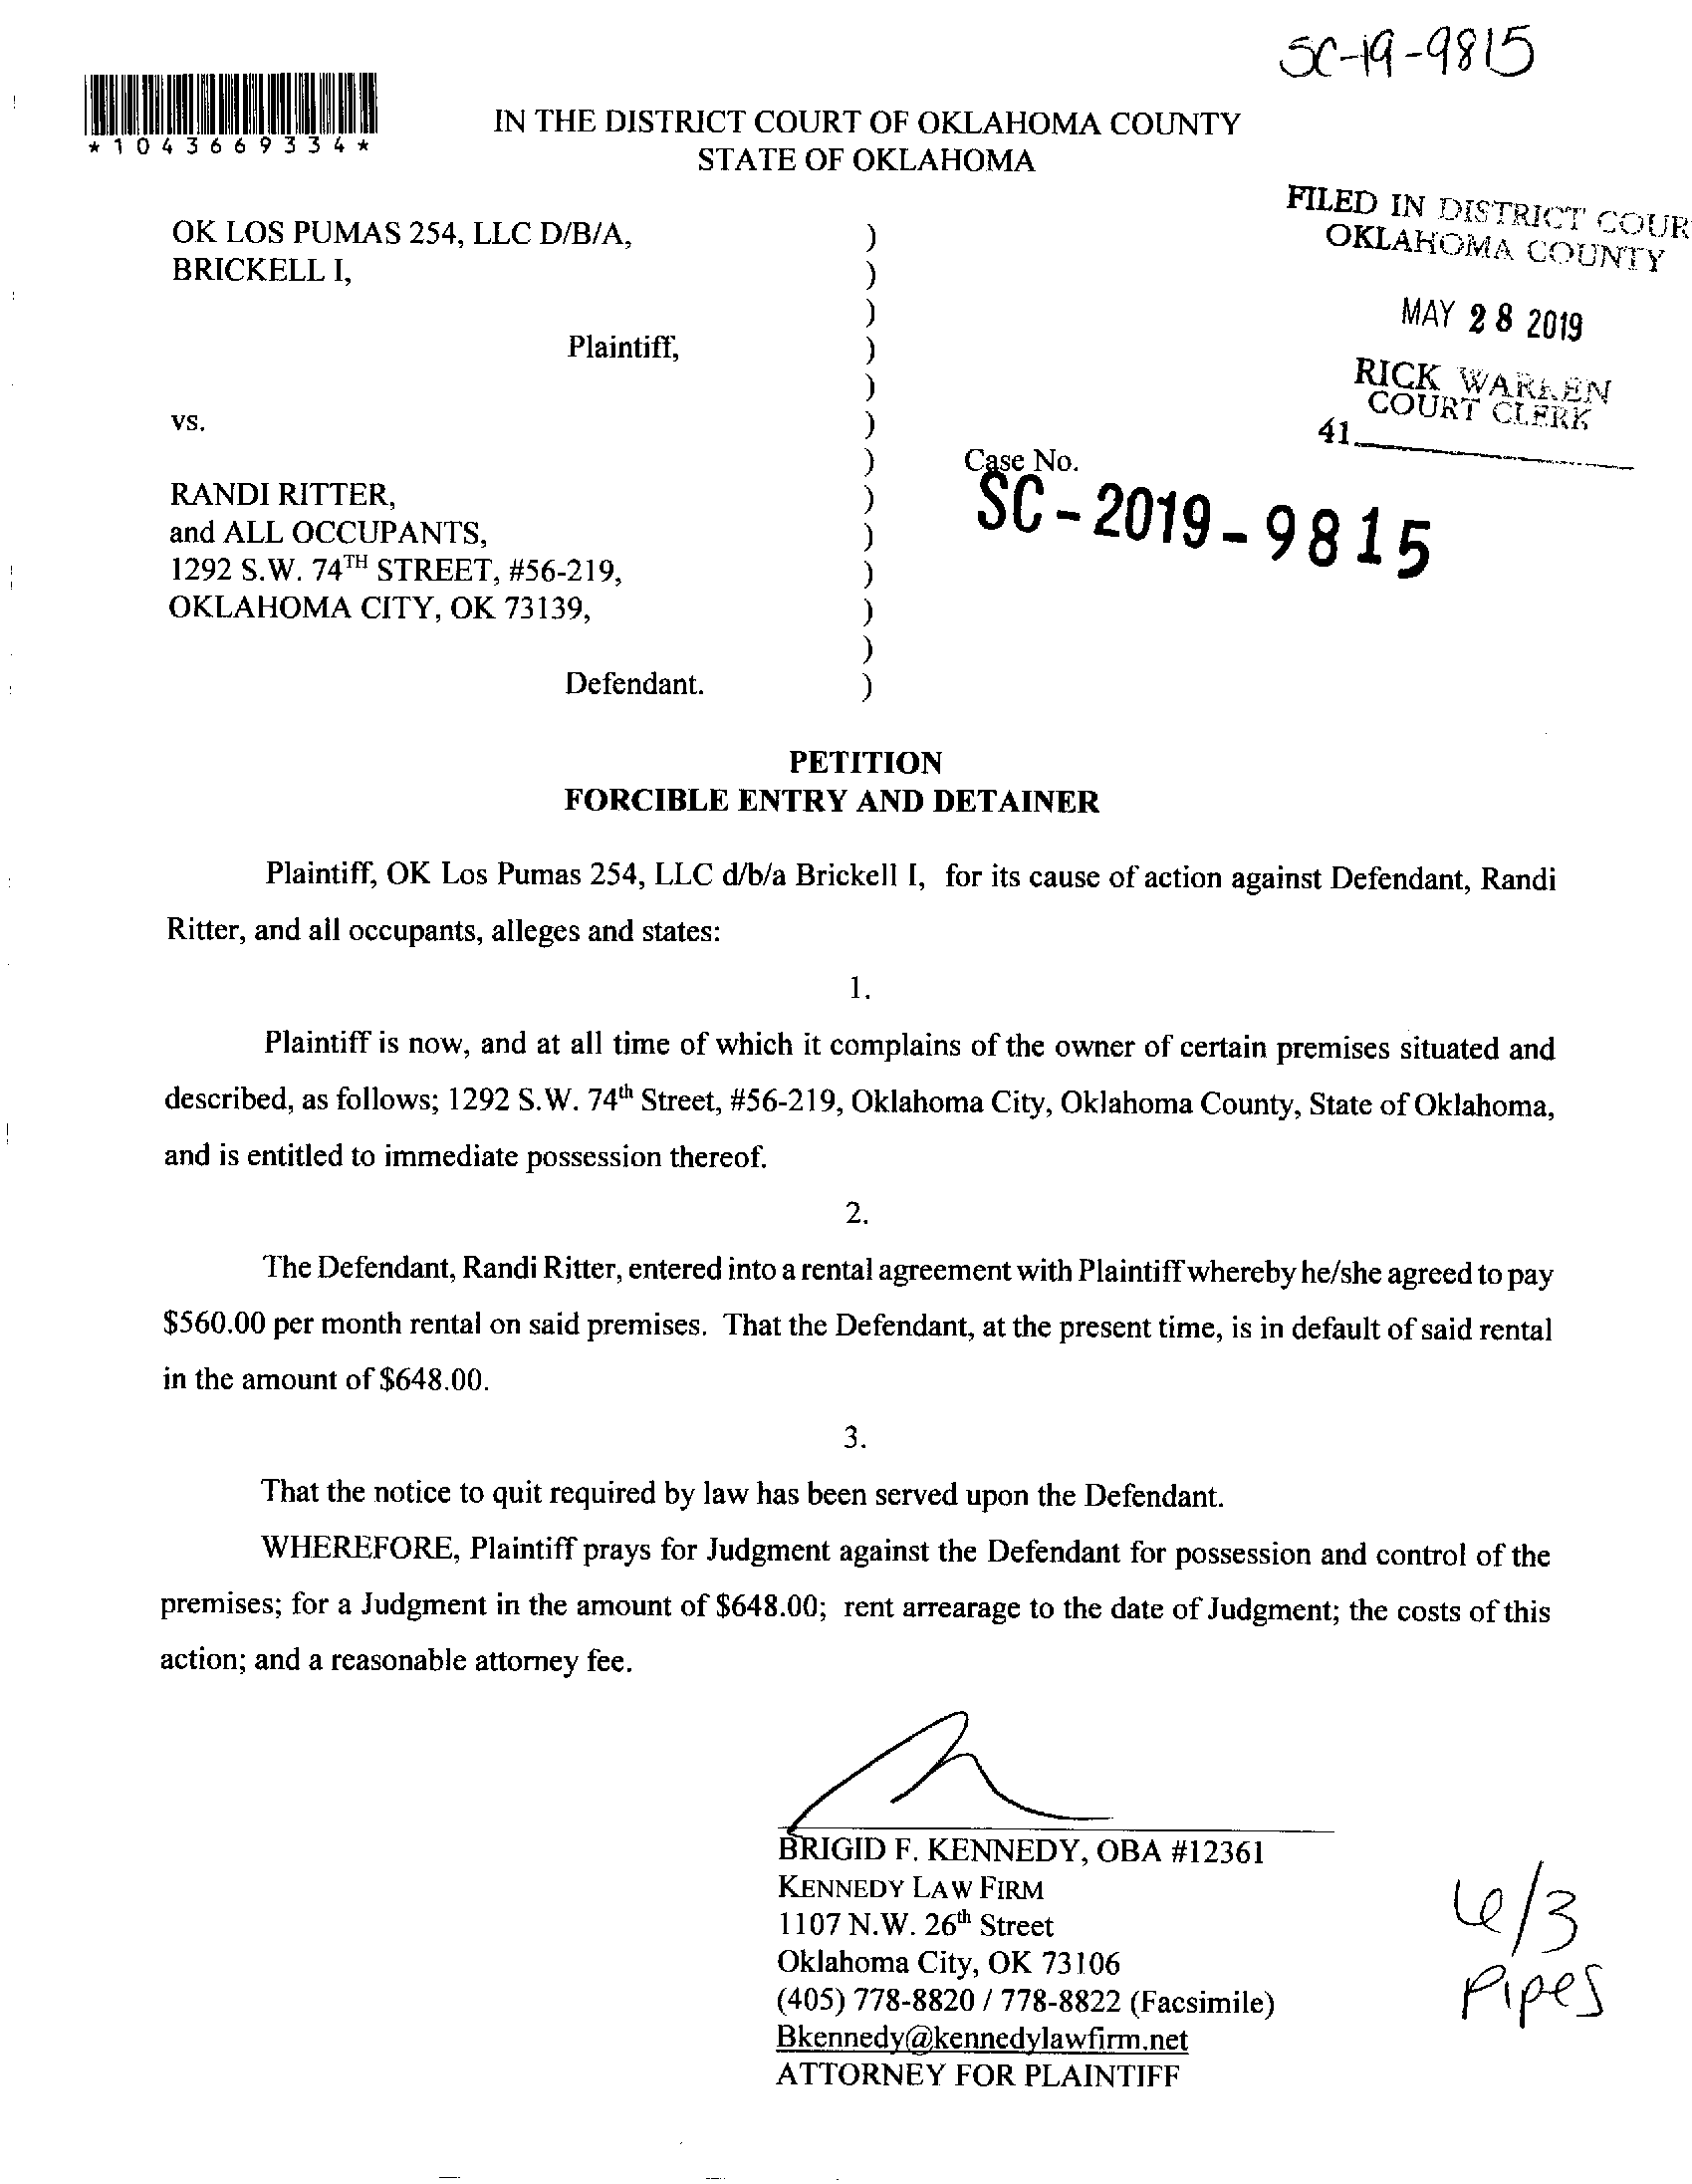 SC-19-9815
*1043669334*
IN THE DISTRICT COURT OF OKLAHOMA COUNTY
STATE OF OKLAHOMA
FILED IN DISTRICT COUR
OKLAHOMA COUNTY
MAY 28 2019
RICK WARREN
COURT CLERK
41
OK LOS PUMAS 254, LLC D/B/A, )
BRICKELL I, )
)
Plaintiff, )
)
vs. )
)
RANDI RITTER, )
and ALL OCCUPANTS, )
1292 S.W. 74TH STREET, #56-219, )
OKLAHOMA CITY, OK 73139, )
)
Defendant. )
Case No.
SC-2019-9815
PETITION
FORCIBLE ENTRY AND DETAINER
Plaintiff, OK Los Pumas 254, LLC d/b/a Brickell I, for its cause of action against Defendant, Randi
Ritter, and all occupants, alleges and states:
1.
Plaintiff is now, and at all time of which it complains of the owner of certain premises situated and
described, as follows; 1292 S.W. 74th Street, #56-219, Oklahoma City, Oklahoma County, State of Oklahoma,
and is entitled to immediate possession thereof.
2.
The Defendant, Randi Ritter, entered into a rental agreement with Plaintiff whereby he/she agreed to pay
$560.00 per month rental on said premises. That the Defendant, at the present time, is in default of said rental
in the amount of $648.00.
3.
That the notice to quit required by law has been served upon the Defendant.
WHEREFORE, Plaintiff prays for Judgment against the Defendant for possession and control of the
premises; for a Judgment in the amount of $648.00; rent arrearage to the date of Judgment; the costs of this
action; and a reasonable attorney fee.
BRIGID F. KENNEDY, OBA #12361
KENNEDY LAW FIRM
1107 N.W. 26th Street
Oklahoma City, OK 73106
(405) 778-8820 / 778-8822 (Facsimile)
Bkennedy@kennedylawfirm.net
ATTORNEY FOR PLAINTIFF
6/3
Pipes